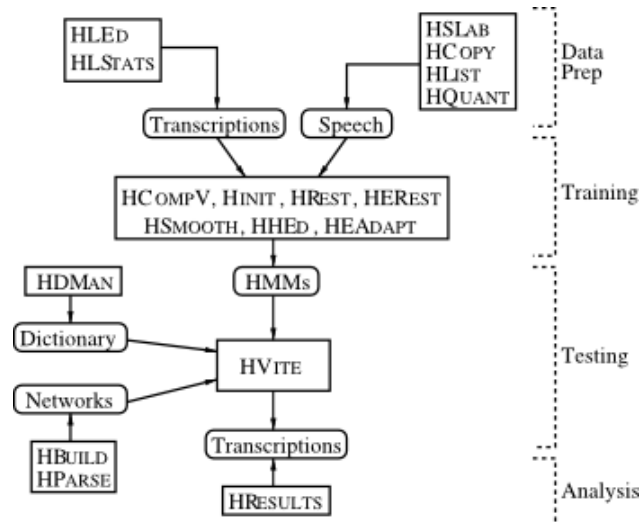 HLED
HLSTATS
HSLAB
HCOPY
HLIST
HQUANT
Data
Prep
Transcriptions
Speech
HCOMPV, HINIT, HREST, HEREST
HSMOOTH, HHED, HEADAPT
Training
HDMAN
HMMs
Dictionary
HVITE
Testing
Networks
HBUILD
HPARSE
Transcriptions
HRESULTS
Analysis